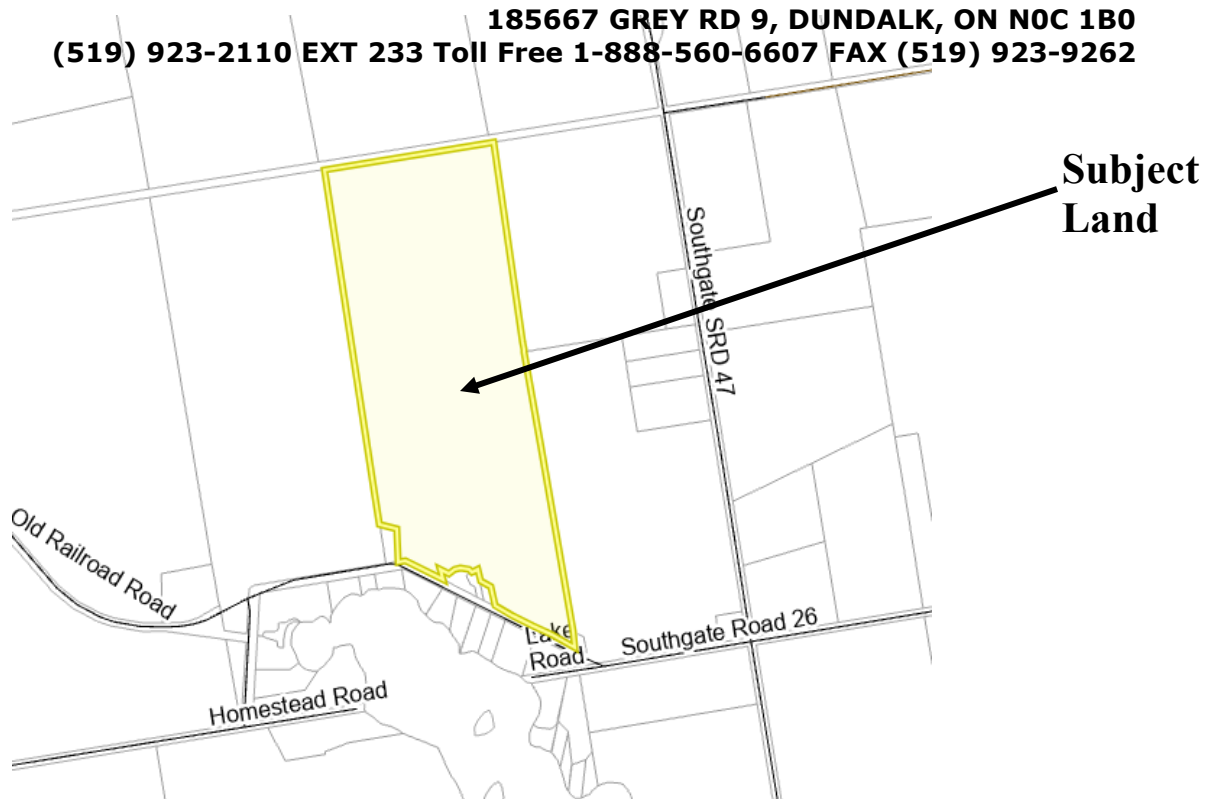 185667 GREY RD 9, DUNDALK, ON N0C 1B0
(519) 923-2110 EXT 233 Toll Free 1-888-560-6607 FAX (519) 923-9262
Subject
Land
Southgate SRD 47
Old Railroad Road
Lake
Road
Southgate Road 26
Homestead Road